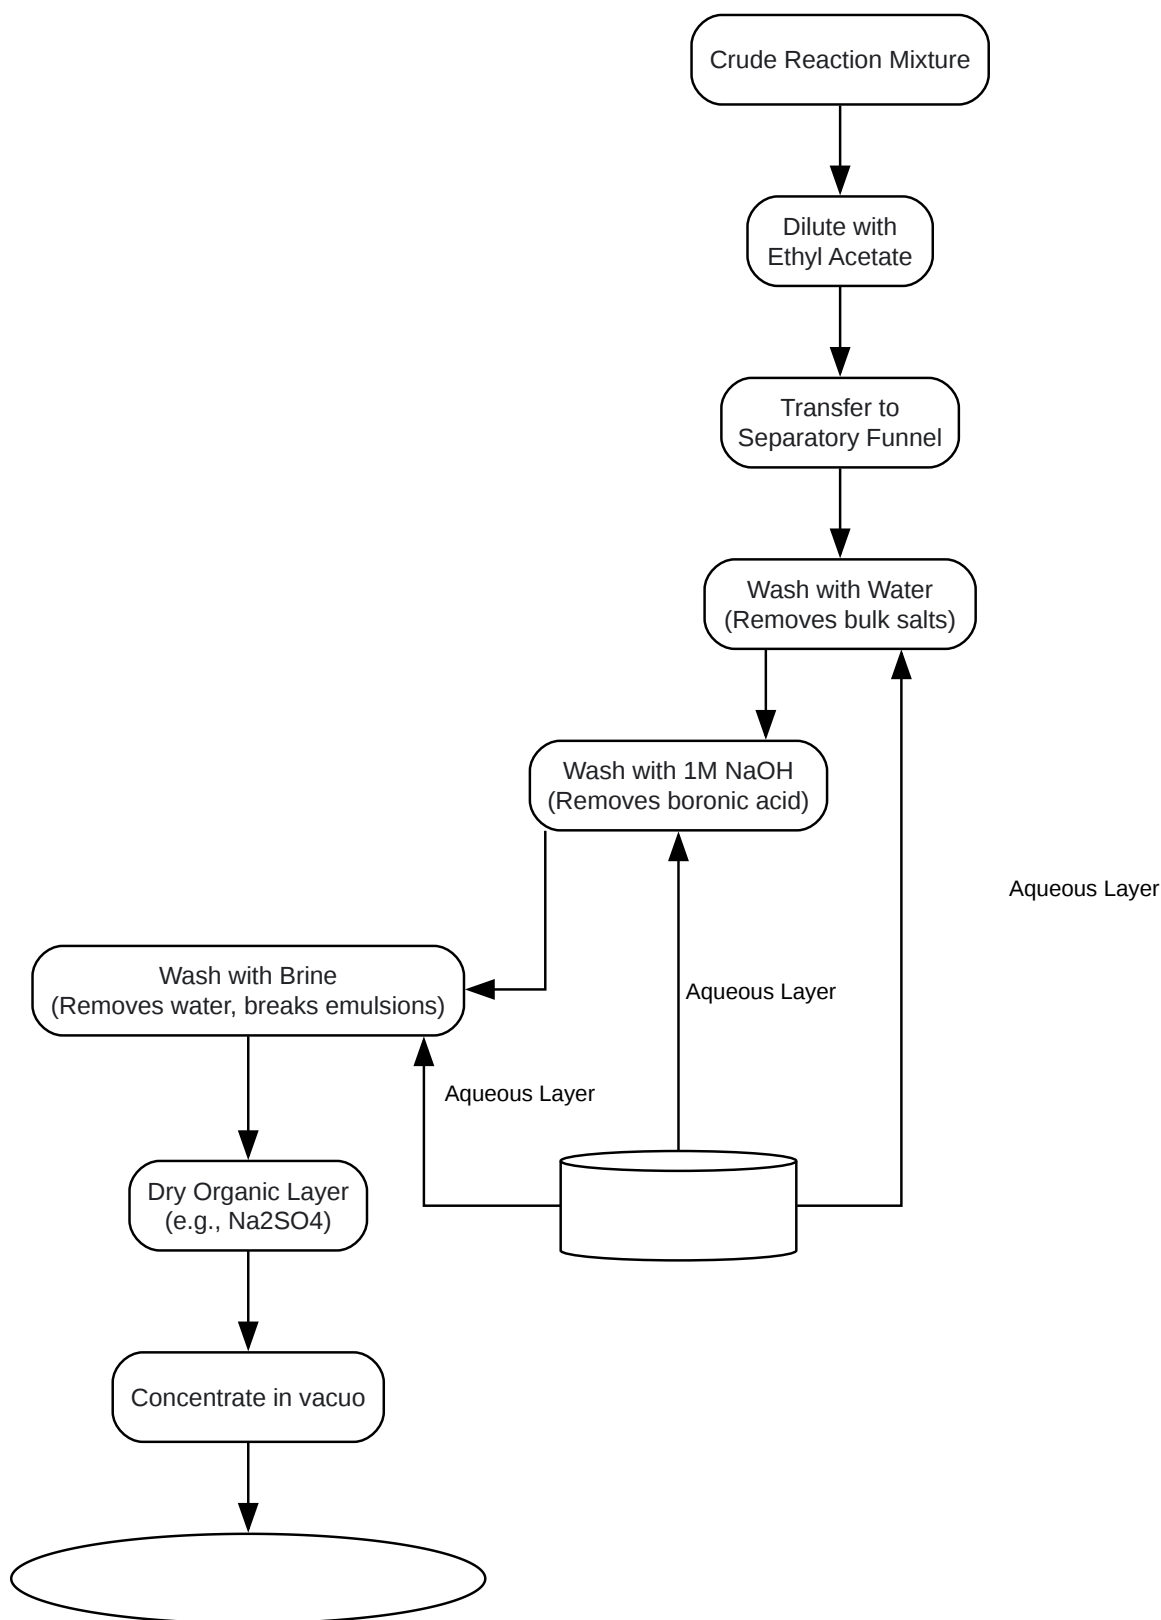 Crude Reaction Mixture
Dilute with
Ethyl Acetate
Transfer to
Separatory Funnel
Wash with Water
(Removes bulk salts)
Wash with 1M NaOH
(Removes boronic acid)
Aqueous Layer
Wash with Brine
(Removes water, breaks emulsions)
Aqueous Layer
Aqueous Layer
Dry Organic Layer
(e.g., Na2SO4)
Concentrate in vacuo